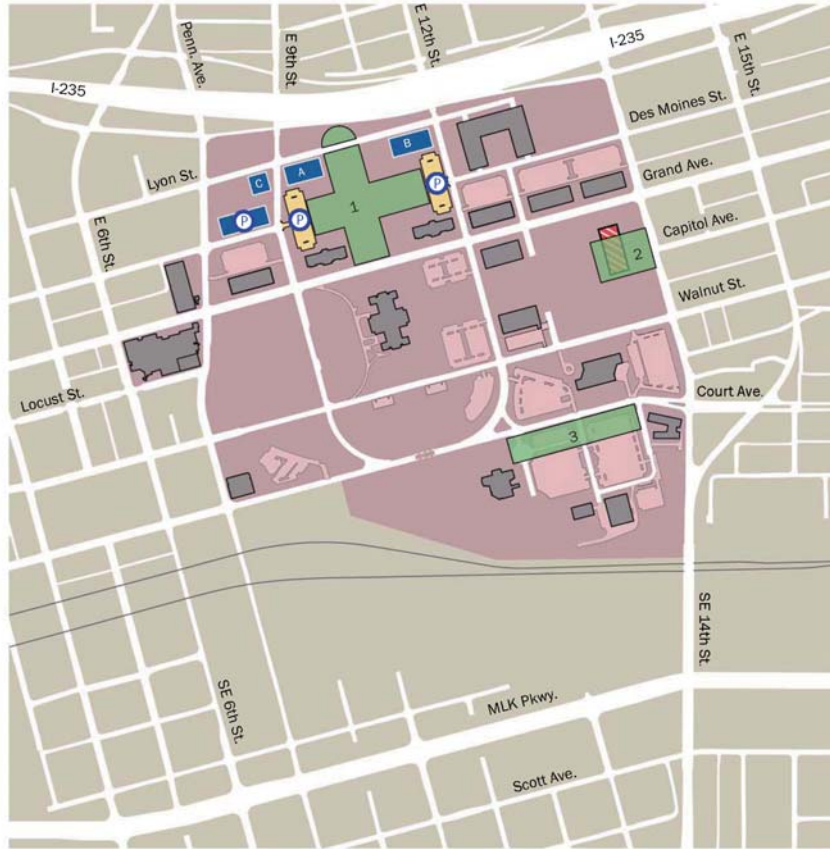 Penn. Ave.
E 9th St.
E 12th St.
I-235
E 15th St.
I-235
Des Moines St.
Lyon St.
B
A
C
P
P
P
1
Grand Ave.
Capitol Ave.
E 6th St.
2
Walnut St.
Locust St.
Court Ave.
3
SE 14th St.
SE 6th St.
MLK Pkwy.
Scott Ave.